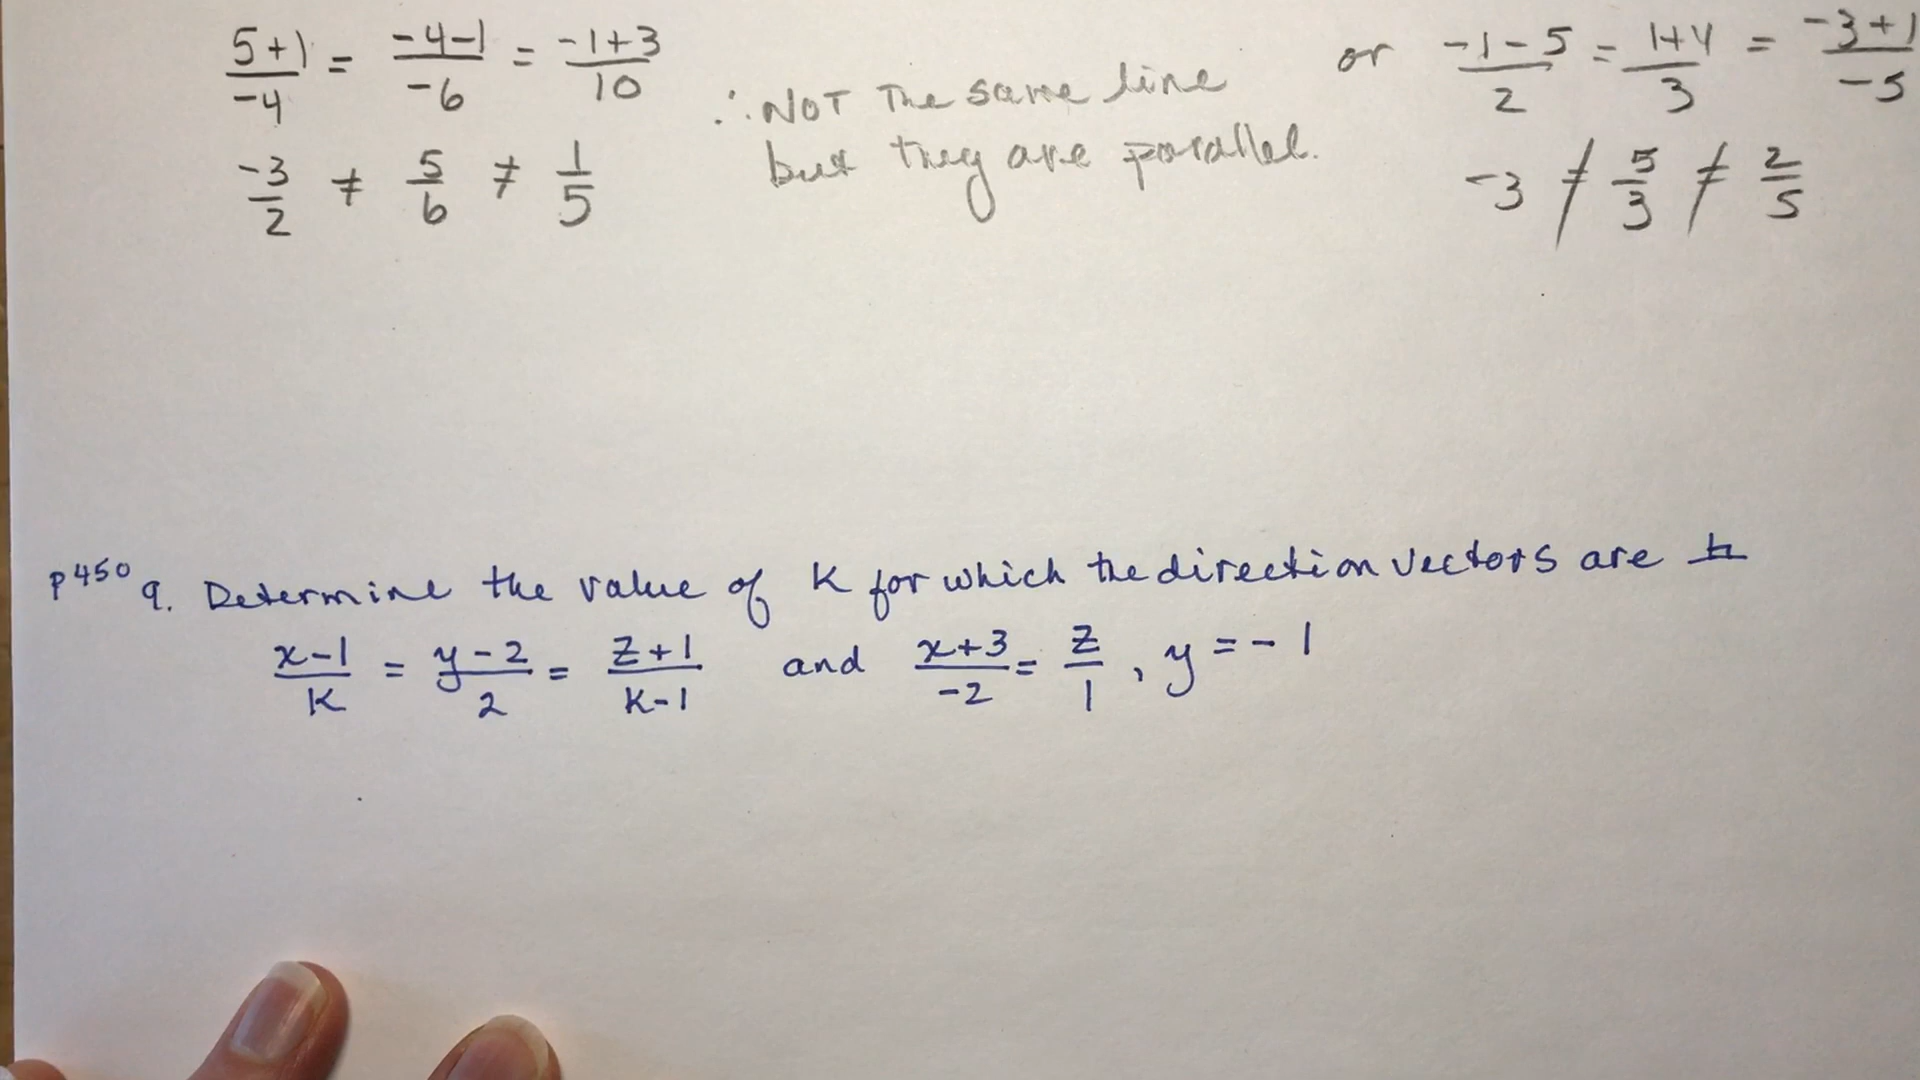 5+1/-4 = -4-1/-6 = -1+3/10
-3/2 ≠ 5/6 ≠ 1/5
∴ NOT The same line
but they are parallel.
or -1-5/2 = 1+4/3 = -3+1/-5
-3 ≠ 5/3 ≠ 2/5
p450 9. Determine the value of K for which the direction vectors are ⊥
x-1/K = y-2/2 = z+1/K-1 and x+3/-2 = z/1, y = -1